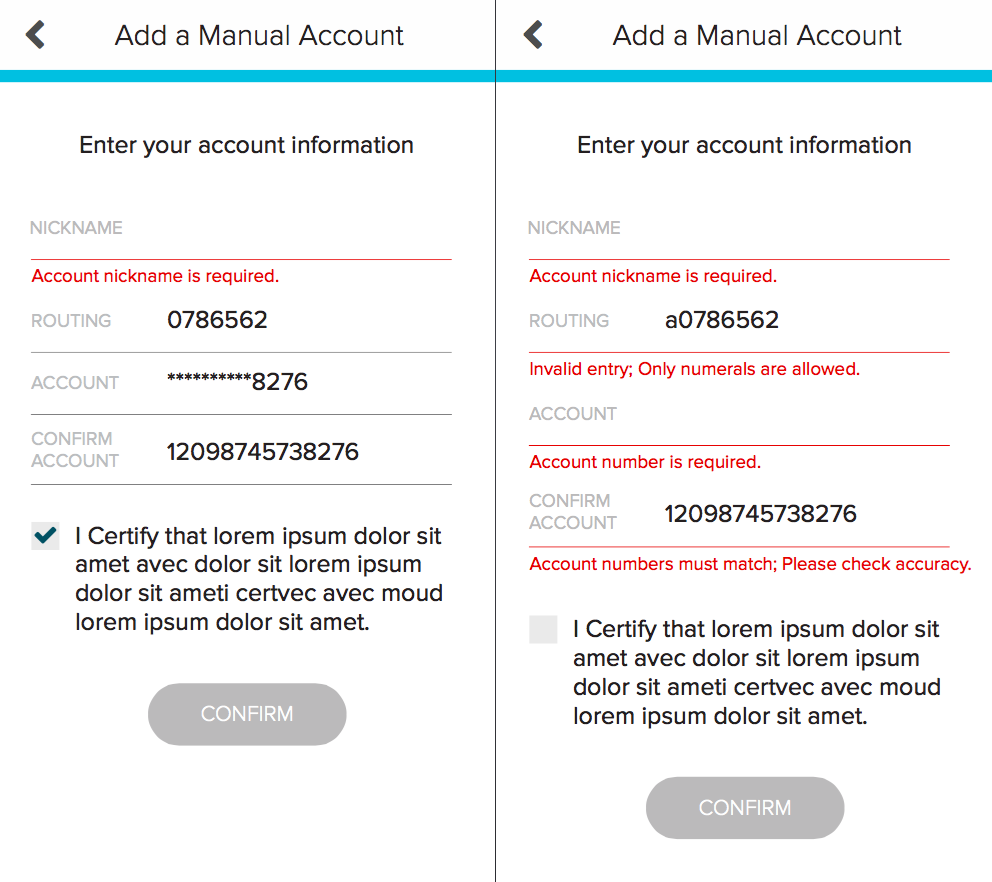 Add a Manual Account
Enter your account information
NICKNAME
Account nickname is required.
ROUTING 0786562
ACCOUNT **********8276
CONFIRM
ACCOUNT 12098745738276
I Certify that lorem ipsum dolor sit
amet avec dolor sit lorem ipsum
dolor sit ameti certvec avec moud
lorem ipsum dolor sit amet.
CONFIRM
Add a Manual Account
Enter your account information
NICKNAME
Account nickname is required.
ROUTING a0786562
Invalid entry; Only numerals are allowed.
ACCOUNT
Account number is required.
CONFIRM
ACCOUNT 12098745738276
Account numbers must match; Please check accuracy.
I Certify that lorem ipsum dolor sit
amet avec dolor sit lorem ipsum
dolor sit ameti certvec avec moud
lorem ipsum dolor sit amet.
CONFIRM